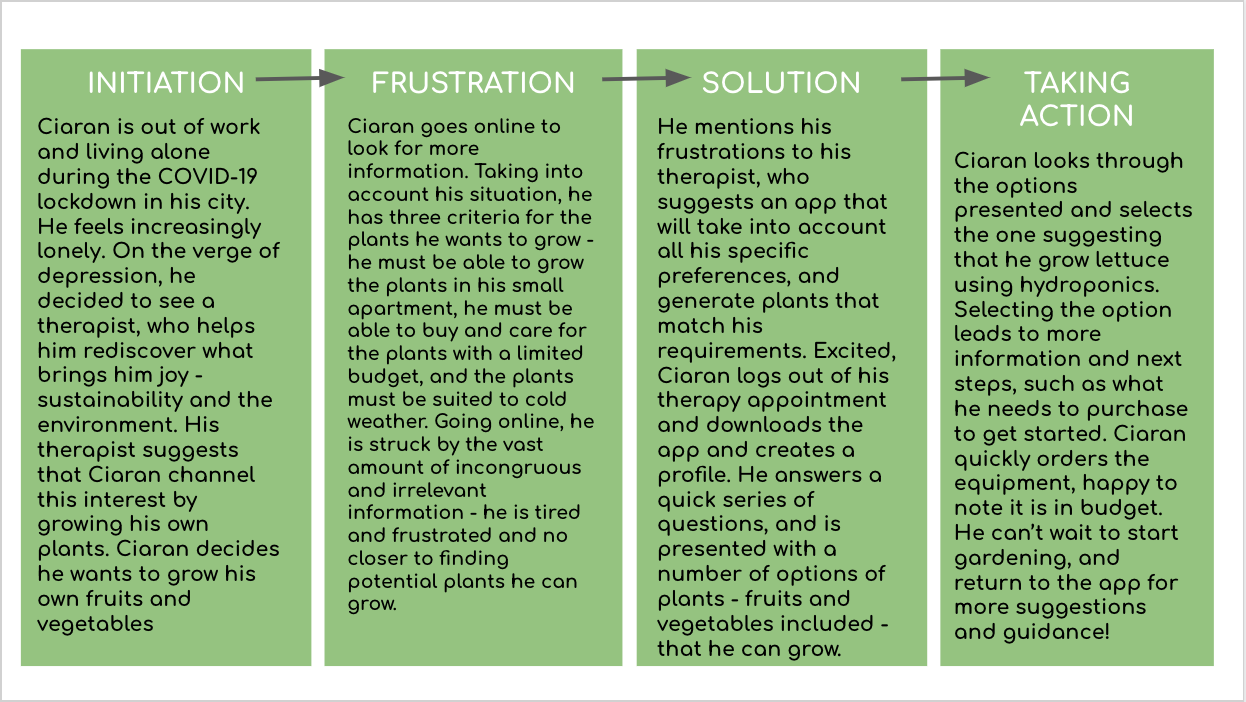 INITIATION
Ciaran is out of work
and living alone
during the COVID-19
lockdown in his city.
He feels increasingly
lonely. On the verge of
depression, he
decided to see a
therapist, who helps
him rediscover what
brings him joy -
sustainability and the
environment. His
therapist suggests
that Ciaran channel
this interest by
growing his own
plants. Ciaran decides
he wants to grow his
own fruits and
vegetables
FRUSTRATION
Ciaran goes online to
look for more
information. Taking into
account his situation, he
has three criteria for the
plants he wants to grow -
he must be able to grow
the plants in his small
apartment, he must be
able to buy and care for
the plants with a limited
budget, and the plants
must be suited to cold
weather. Going online, he
is struck by the vast
amount of incongruous
and irrelevant
information - he is tired
and frustrated and no
closer to finding
potential plants he can
grow.
SOLUTION
He mentions his
frustrations to his
therapist, who
suggests an app that
will take into account
all his specific
preferences, and
generate plants that
match his
requirements. Excited,
Ciaran logs out of his
therapy appointment
and downloads the
app and creates a
profile. He answers a
quick series of
questions, and is
presented with a
number of options of
plants - fruits and
vegetables included -
that he can grow.
TAKING
ACTION
Ciaran looks through
the options
presented and selects
the one suggesting
that he grow lettuce
using hydroponics.
Selecting the option
leads to more
information and next
steps, such as what
he needs to purchase
to get started. Ciaran
quickly orders the
equipment, happy to
note it is in budget.
He can't wait to start
gardening, and
return to the app for
more suggestions
and guidance!